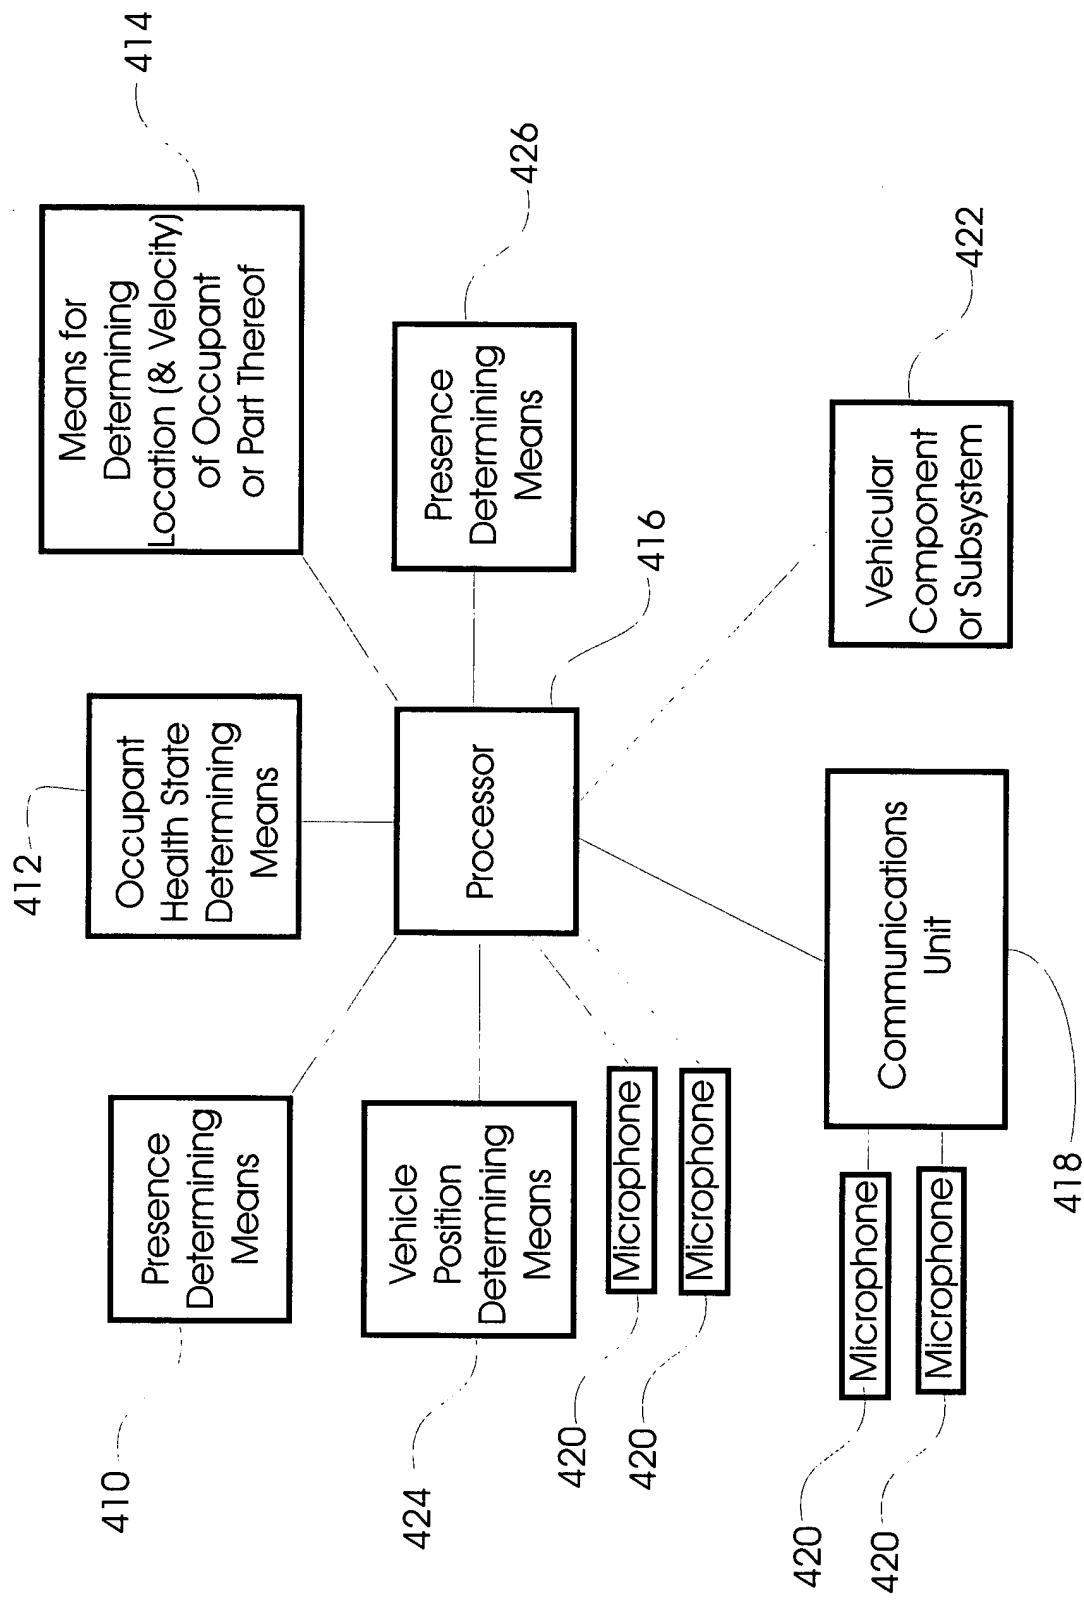 412
Occupant
Health State
Determining
Means
414
Means for
Determining
Location (& Velocity)
of Occupant
or Part Thereof
410
Presence
Determining
Means
426
Presence
Determining
Means
416
Processor
424
Vehicle
Position
Determining
Means
420
Microphone
420
Microphone
422
Vehicular
Component
or Subsystem
418
Communications
Unit
420
Microphone
420
Microphone